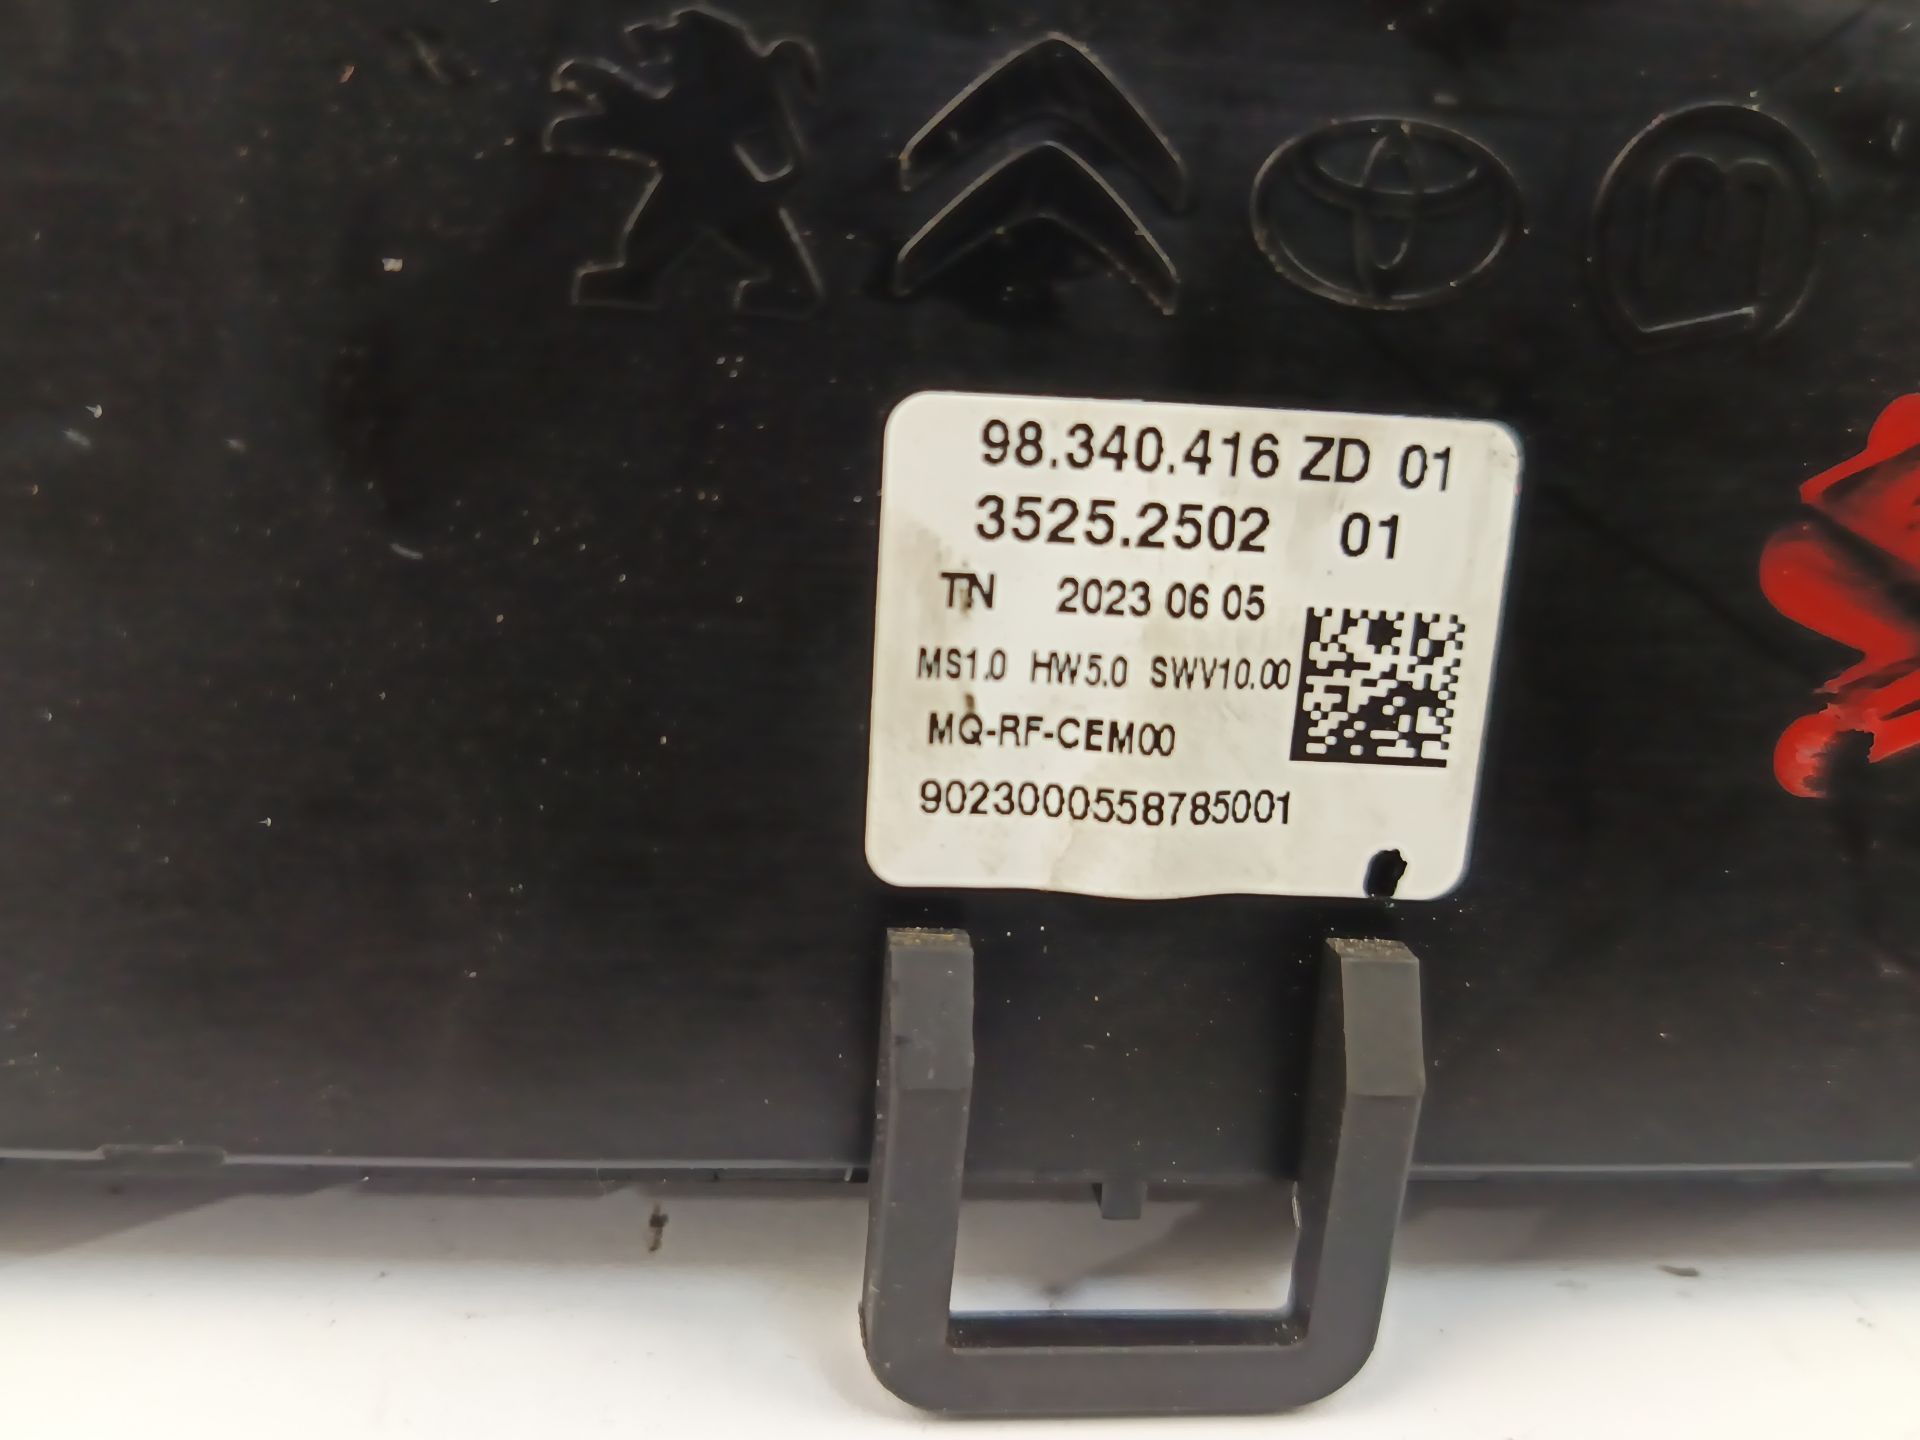 98.340.416 ZD 01
3525.2502 01
TN 2023 06 05
MS1.0 HW5.0 SWV10.00
MQ-RF-CEM00
9023000558785001